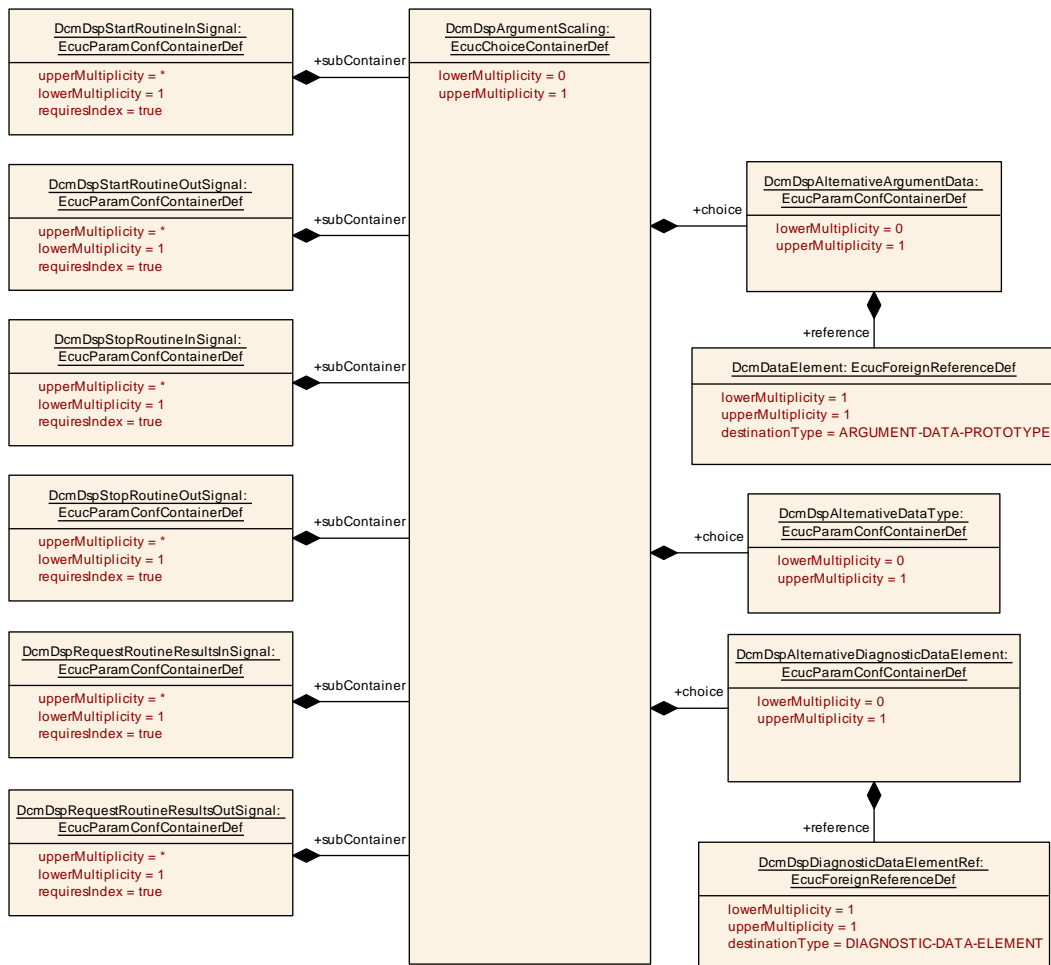 DcmDspStartRoutineInSignal:
EcucParamConfContainerDef
upperMultiplicity = *
lowerMultiplicity = 1
requiresIndex = true
+subContainer
DcmDspStartRoutineOutSignal:
EcucParamConfContainerDef
upperMultiplicity = *
lowerMultiplicity = 1
requiresIndex = true
+subContainer
DcmDspStopRoutineInSignal:
EcucParamConfContainerDef
upperMultiplicity = *
lowerMultiplicity = 1
requiresIndex = true
+subContainer
DcmDspStopRoutineOutSignal:
EcucParamConfContainerDef
upperMultiplicity = *
lowerMultiplicity = 1
requiresIndex = true
+subContainer
DcmDspRequestRoutineResultsInSignal:
EcucParamConfContainerDef
upperMultiplicity = *
lowerMultiplicity = 1
requiresIndex = true
+subContainer
DcmDspRequestRoutineResultsOutSignal:
EcucParamConfContainerDef
upperMultiplicity = *
lowerMultiplicity = 1
requiresIndex = true
+subContainer
DcmDspArgumentScaling:
EcucChoiceContainerDef
lowerMultiplicity = 0
upperMultiplicity = 1
+choice
DcmDspAlternativeArgumentData:
EcucParamConfContainerDef
lowerMultiplicity = 0
upperMultiplicity = 1
+reference
DcmDataElement: EcucForeignReferenceDef
lowerMultiplicity = 1
upperMultiplicity = 1
destinationType = ARGUMENT-DATA-PROTOTYPE
+choice
DcmDspAlternativeDataType:
EcucParamConfContainerDef
lowerMultiplicity = 0
upperMultiplicity = 1
+choice
DcmDspAlternativeDiagnosticDataElement:
EcucParamConfContainerDef
lowerMultiplicity = 0
upperMultiplicity = 1
+reference
DcmDspDiagnosticDataElementRef:
EcucForeignReferenceDef
lowerMultiplicity = 1
upperMultiplicity = 1
destinationType = DIAGNOSTIC-DATA-ELEMENT